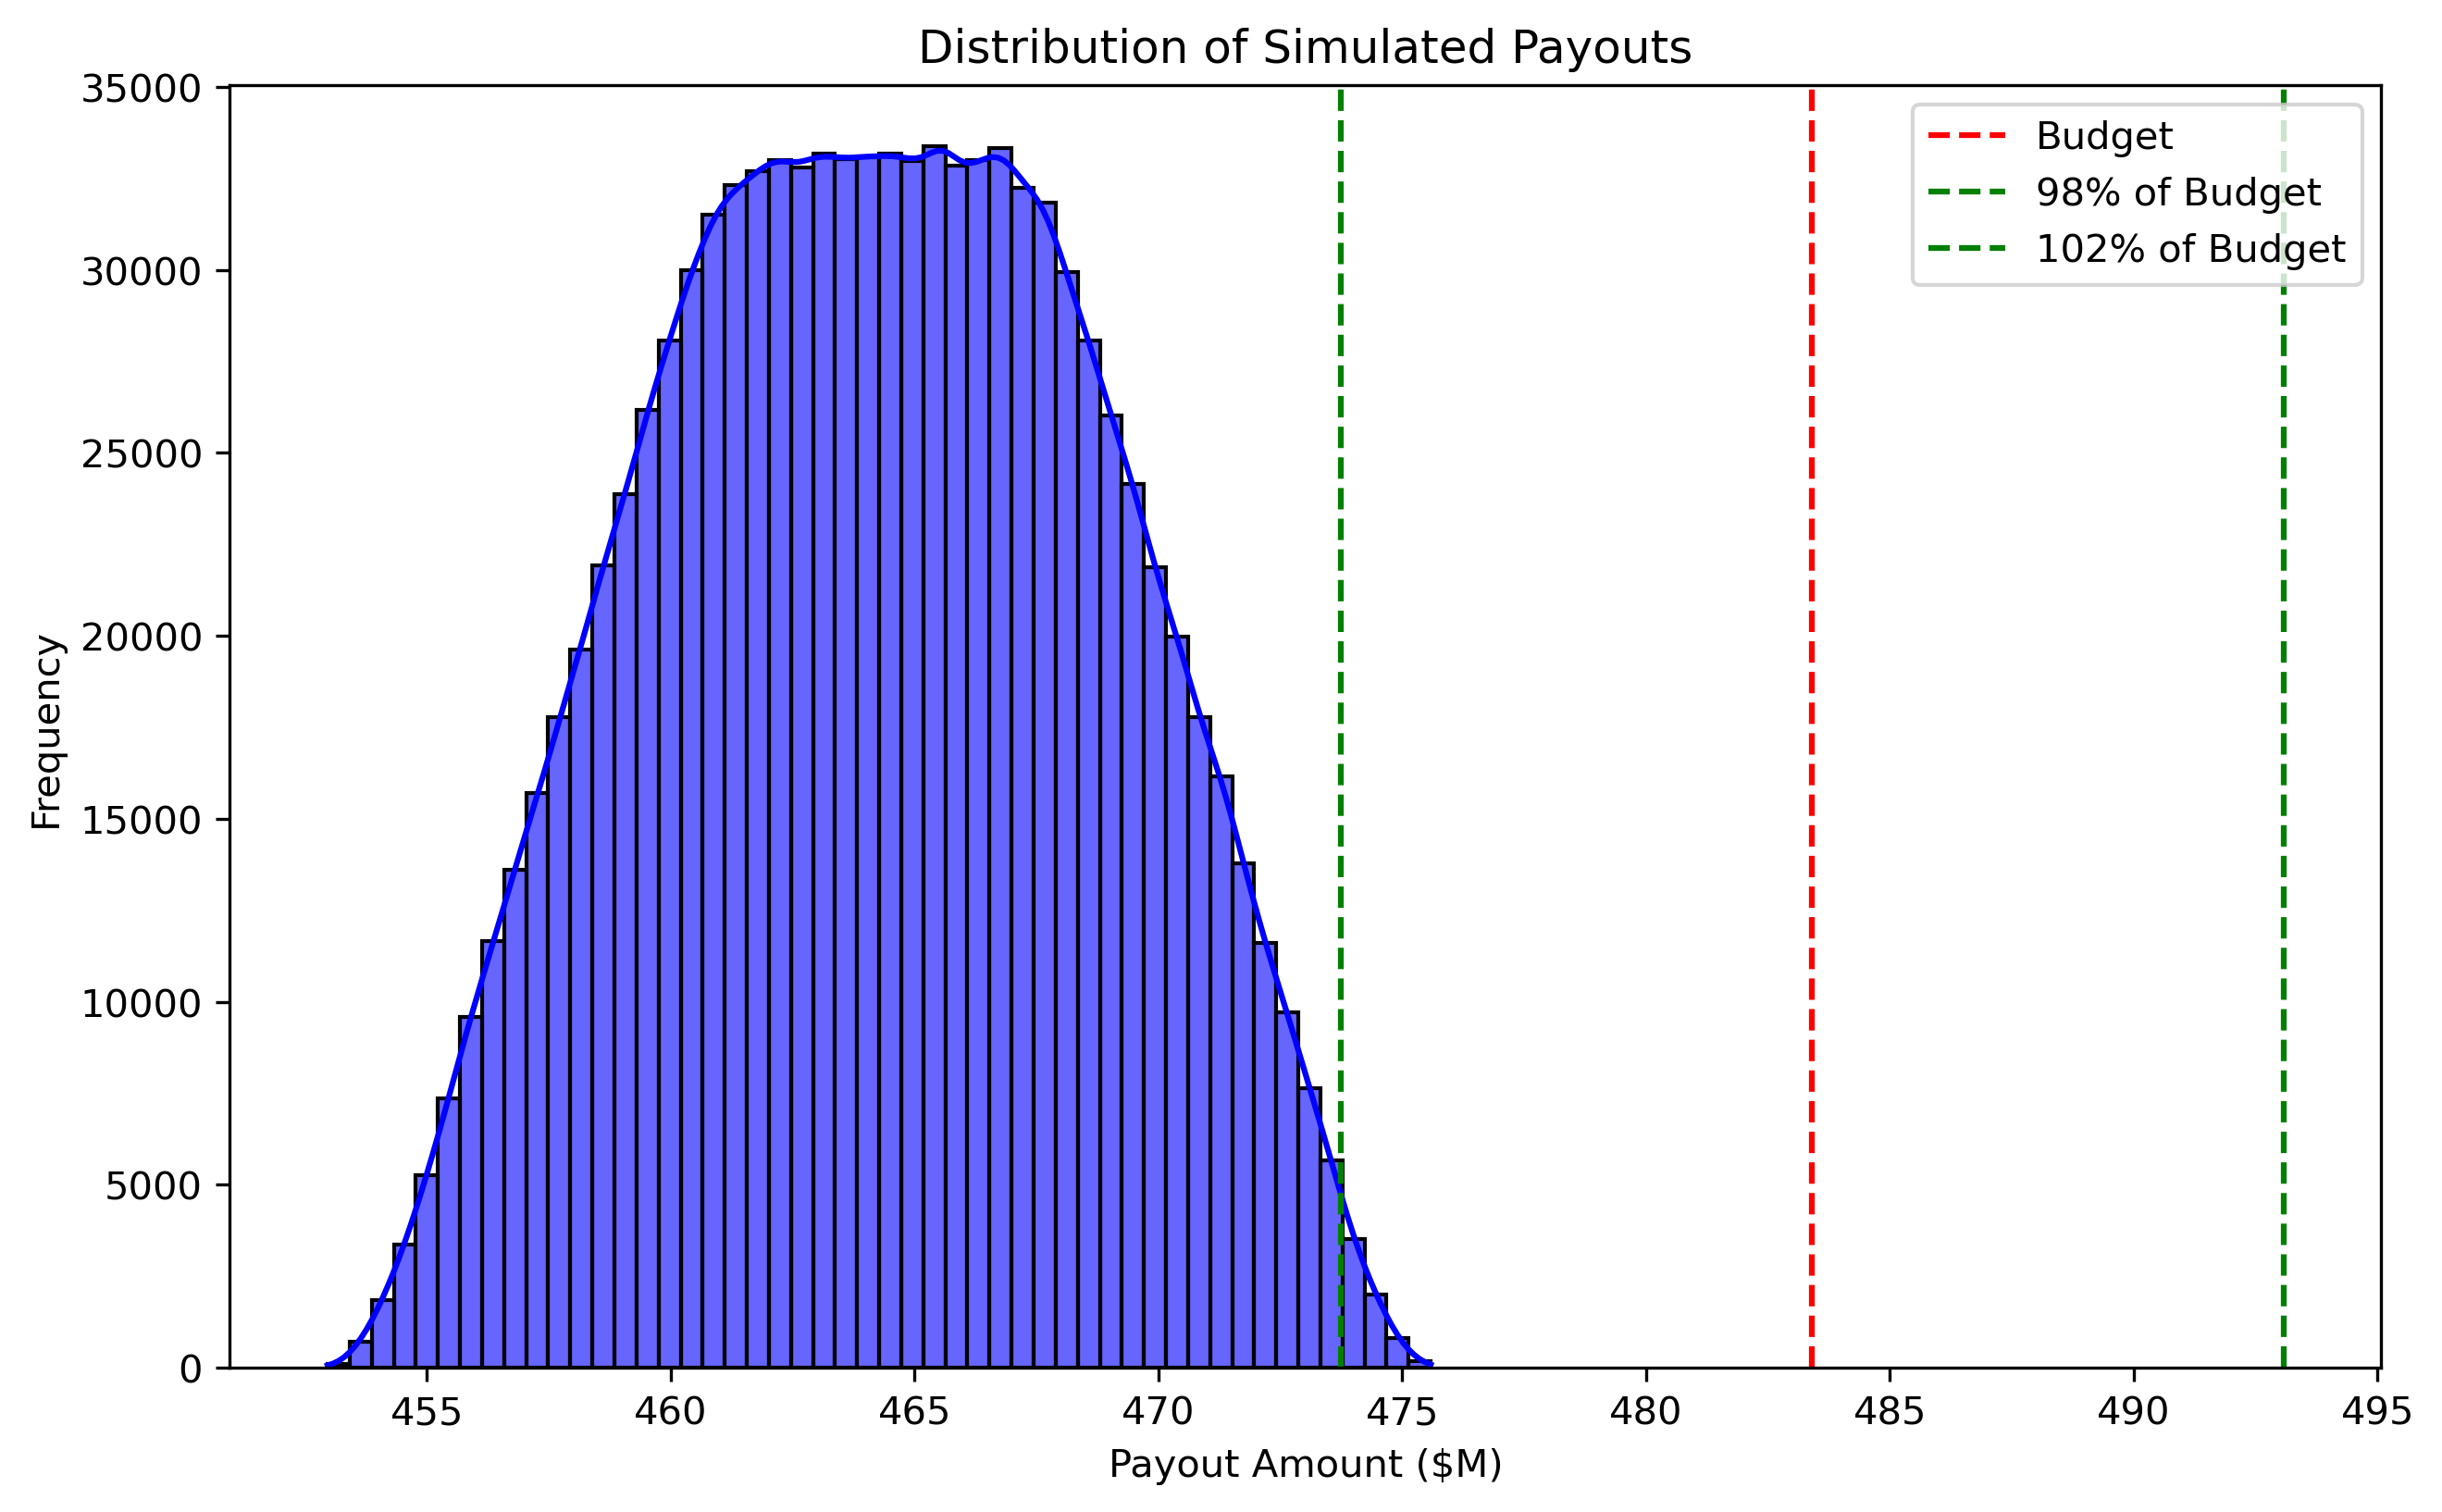 Distribution of Simulated Payouts
35000
30000
25000
20000
15000
10000
5000
0
Frequency
Budget
98% of Budget
102% of Budget
455 460 465 470 475 480 485 490 495
Payout Amount ($M)